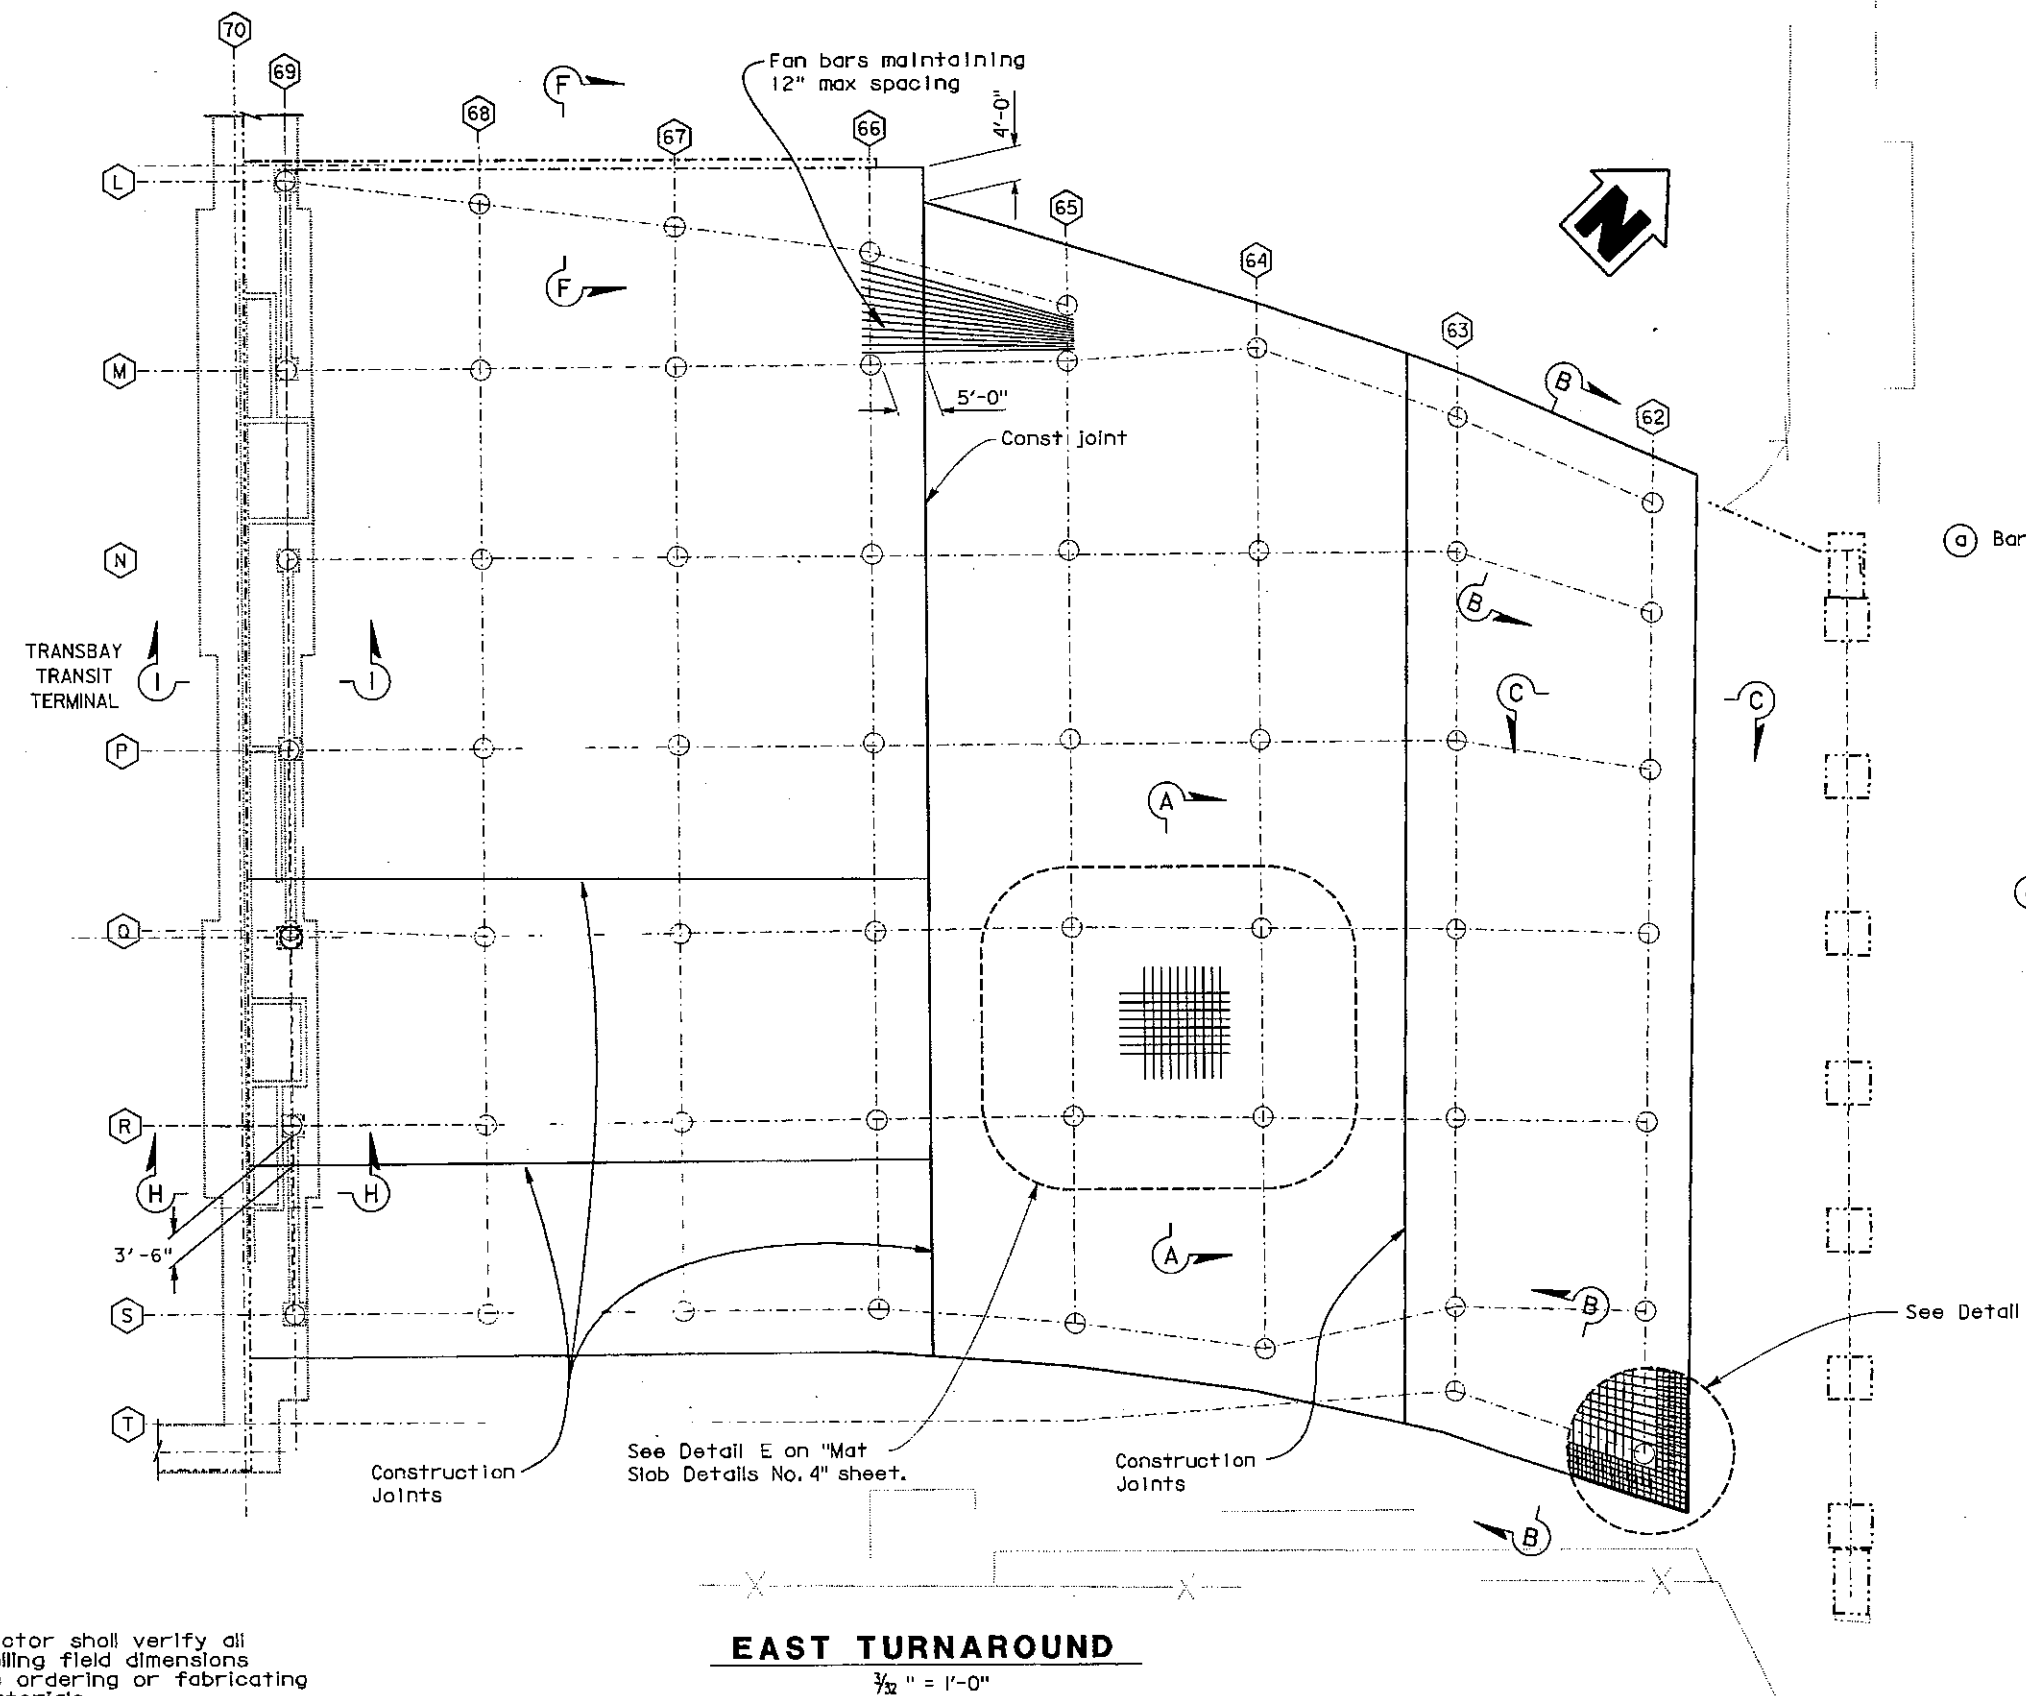 70
69
68
67
66
65
64
63
62
F
Fan bars maintaining
12" max spacing
4'-0"
N
L
F
M
5'-0"
Const joint
B
N
B
a Bar
TRANSBAY
TRANSIT
TERMINAL
I
I
C
C
P
A
Q
R
H
H
3'-6"
A
B
S
See Detail
T
Construction
Joints
See Detail E on "Mat
Slab Details No. 4" sheet.
Construction
Joints
B
X
X
X
actor shall verify all
field dimensions
ordering or fabricating
EAST TURNAROUND
3/32 " = 1'-0"